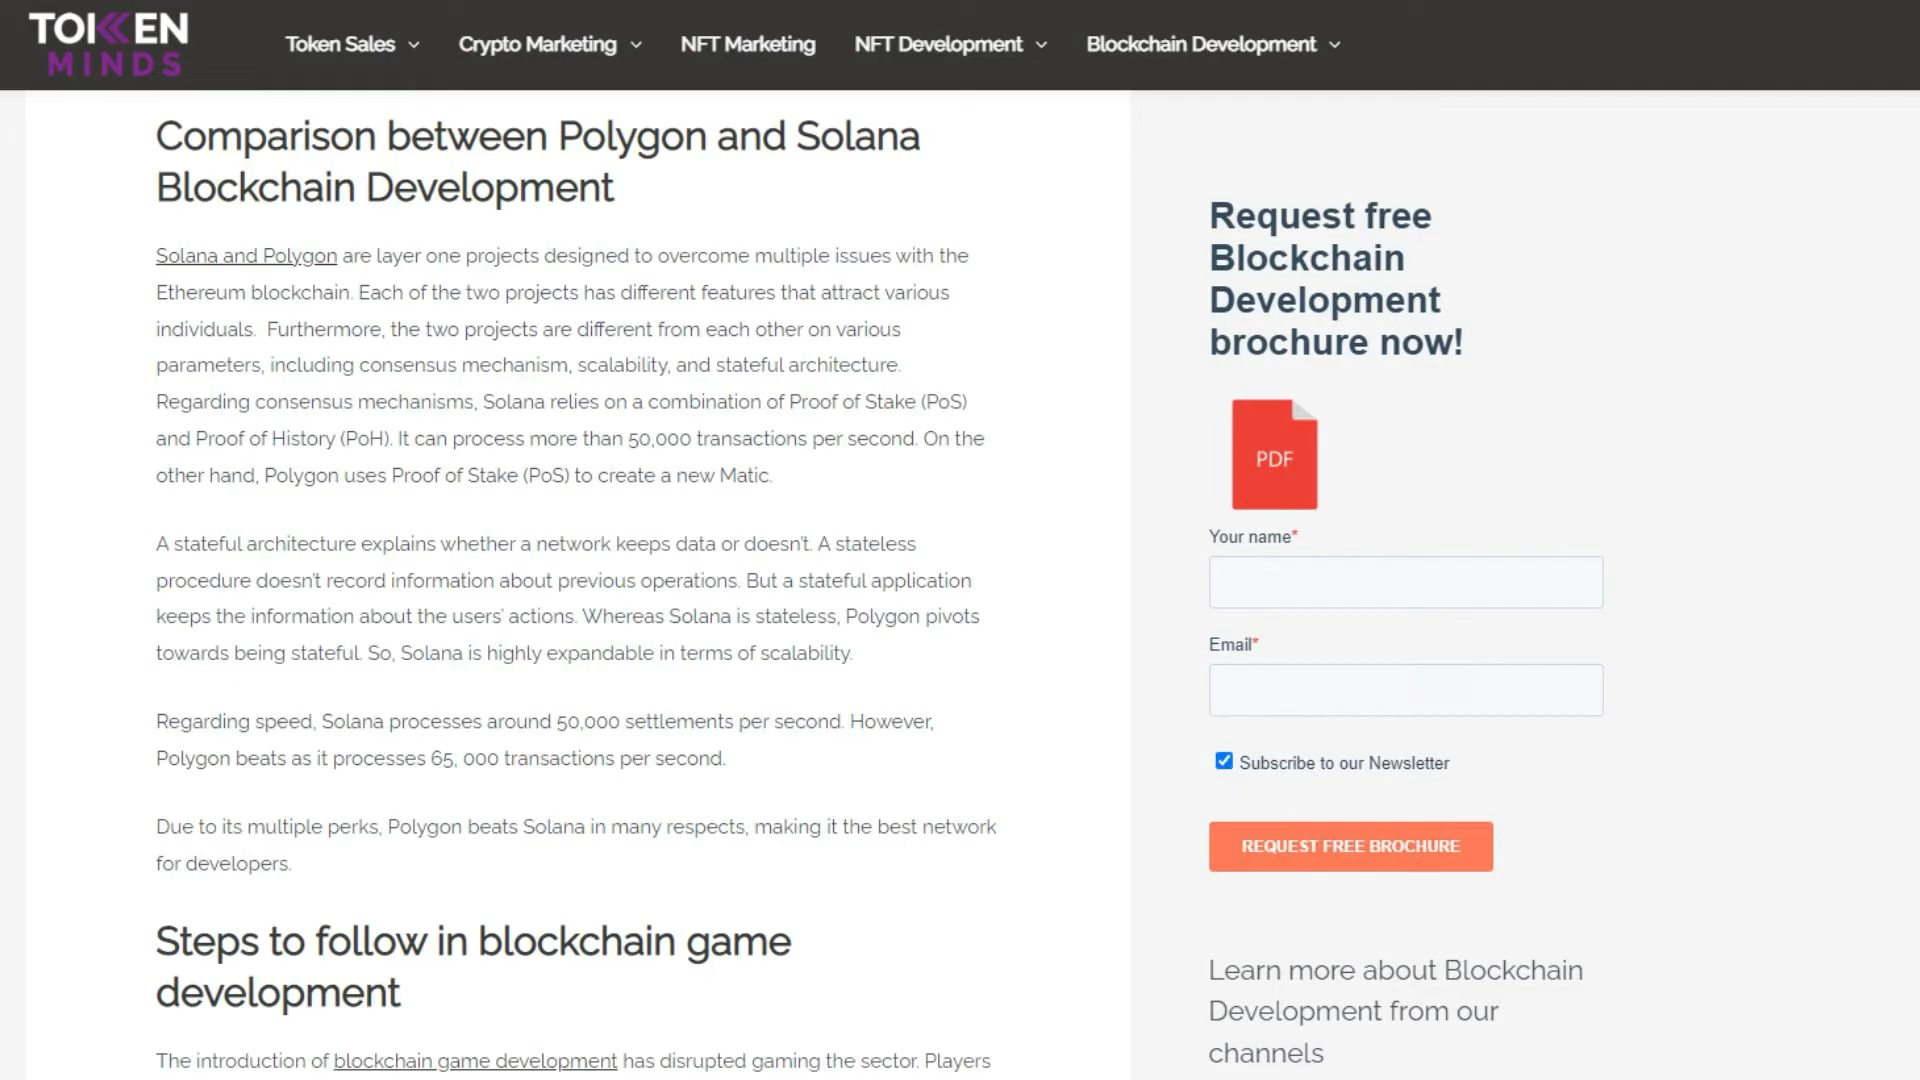 TOKEN
MINDS
Token Sales
Crypto Marketing
NFT Marketing
NFT Development
Blockchain Development
Comparison between Polygon and Solana
Blockchain Development
Solana and Polygon are layer one projects designed to overcome multiple issues with the
Ethereum blockchain. Each of the two projects has different features that attract various
individuals.  Furthermore, the two projects are different from each other on various
parameters, including consensus mechanism, scalability, and stateful architecture.
Regarding consensus mechanisms, Solana relies on a combination of Proof of Stake (PoS)
and Proof of History (PoH). It can process more than 50,000 transactions per second. On the
other hand, Polygon uses Proof of Stake (PoS) to create a new Matic.
A stateful architecture explains whether a network keeps data or doesn't. A stateless
procedure doesn't record information about previous operations. But a stateful application
keeps the information about the users' actions. Whereas Solana is stateless, Polygon pivots
towards being stateful. So, Solana is highly expandable in terms of scalability.
Regarding speed, Solana processes around 50,000 settlements per second. However,
Polygon beats as it processes 65, 000 transactions per second.
Due to its multiple perks, Polygon beats Solana in many respects, making it the best network
for developers.
Steps to follow in blockchain game
development
The introduction of blockchain game development has disrupted gaming the sector. Players
Request free
Blockchain
Development
brochure now!
PDF
Your name*
Email*
Subscribe to our Newsletter
REQUEST FREE BROCHURE
Learn more about Blockchain
Development from our
channels